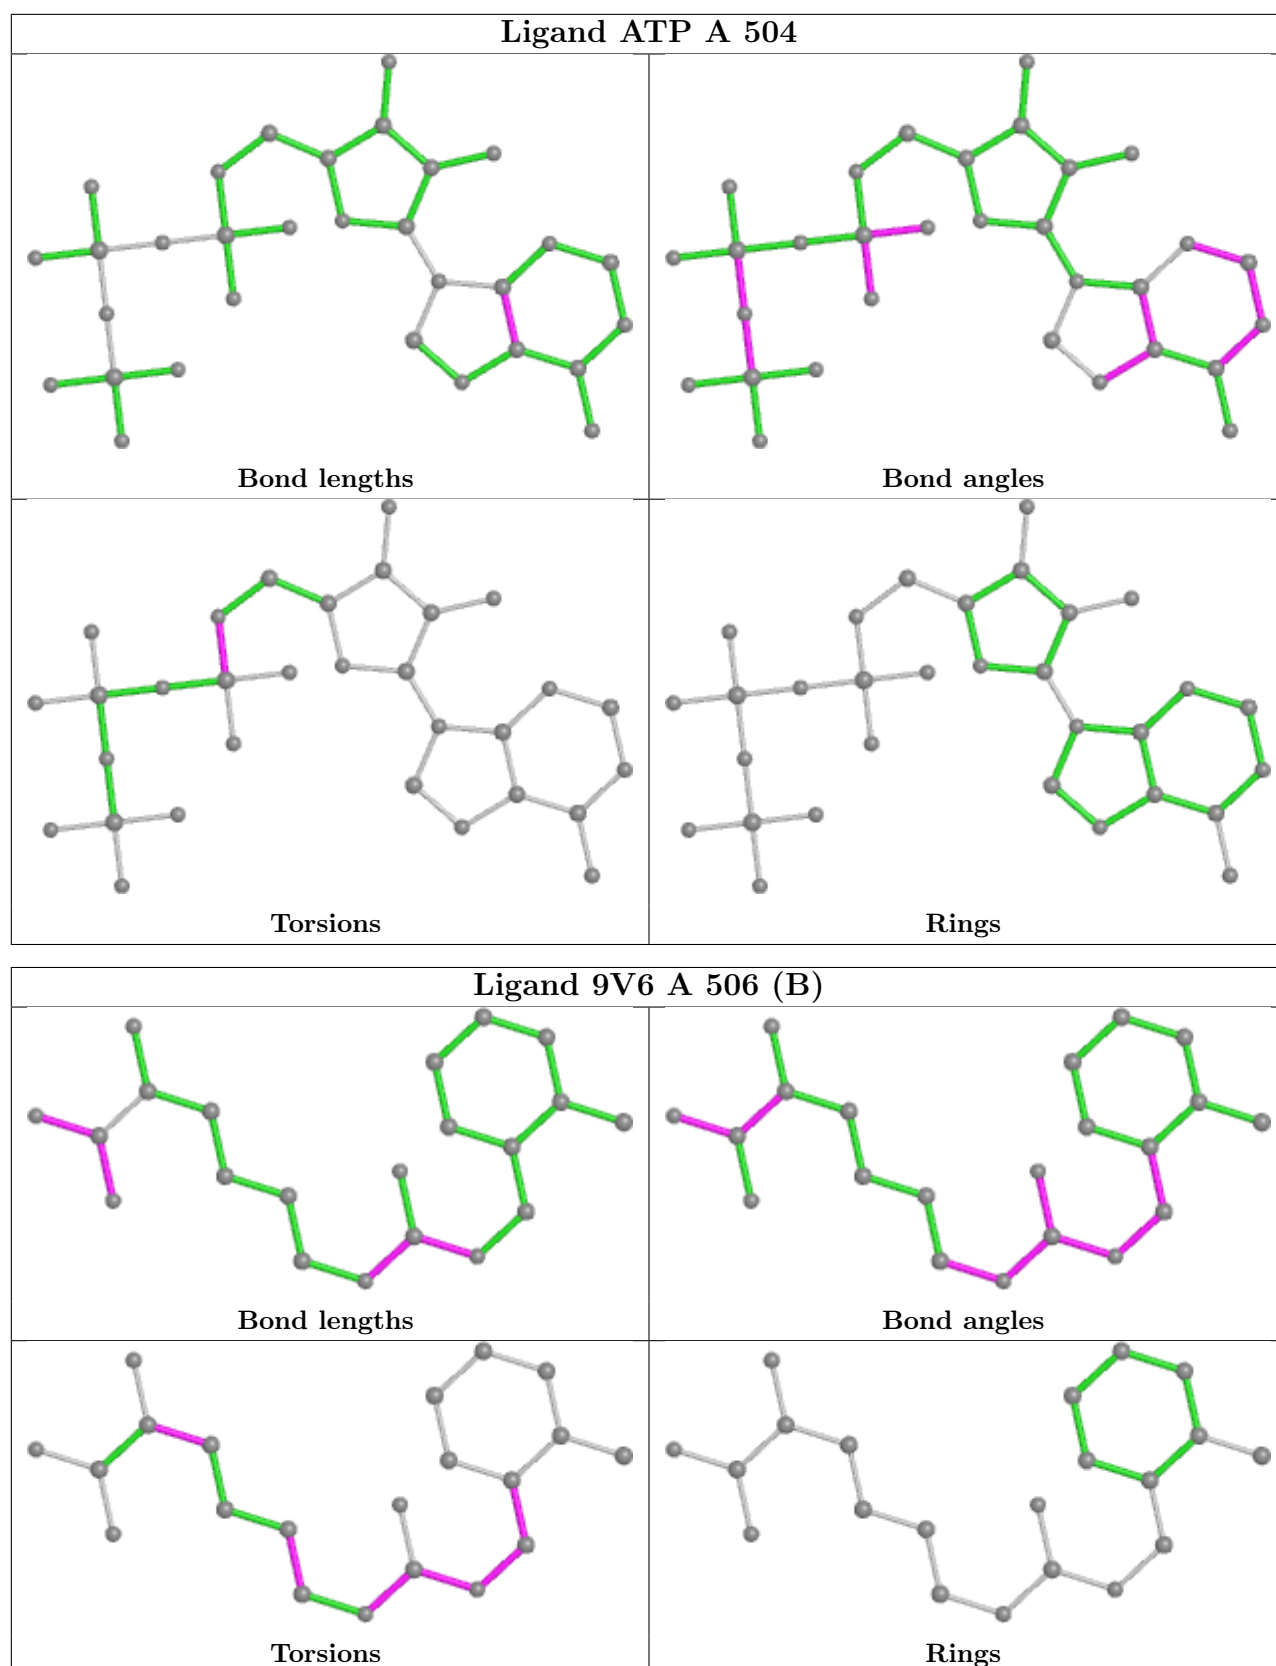 Ligand ATP A 504
Bond lengths
Bond angles
Torsions
Rings
Ligand 9V6 A 506 (B)
Bond lengths
Bond angles
Torsions
Rings